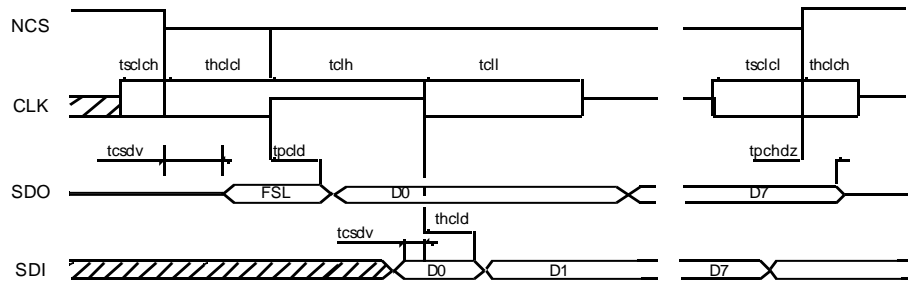 NCS
tsclch thclcl tclh tcll tsclcl thclch
CLK
tcsdv tpcld tpchdz
SDO FSL D0 D7
thcld
tcsdv
SDI D0 D1 D7